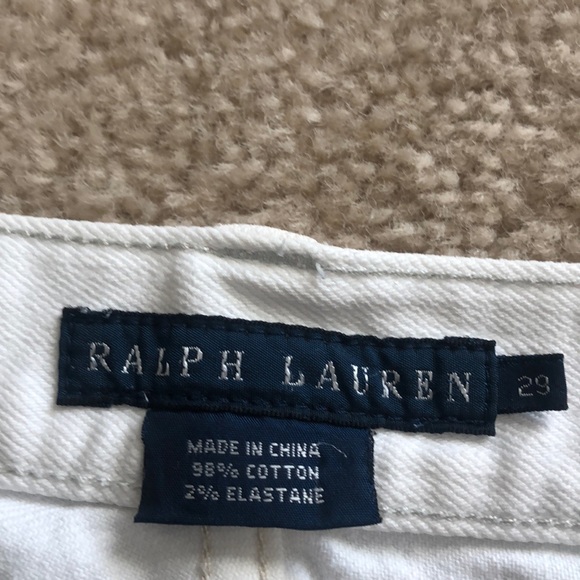 RALPH LAUREN 29
MADE IN CHINA
98% COTTON
2% ELASTANE